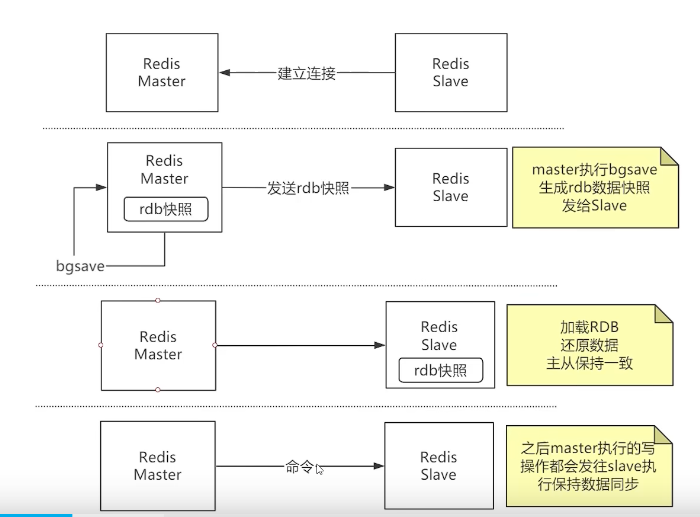 Redis
Master
建立连接
Redis
Slave
Redis
Master
rdb快照
bgsave
发送rdb快照
Redis
Slave
master执行bgsave
生成rdb数据快照
发给Slave
Redis
Master
Redis
Slave
rdb快照
加载RDB
还原数据
主从保持一致
Redis
Master
命令
Redis
Slave
之后master执行的写
操作都会发往slave执
行保持数据同步